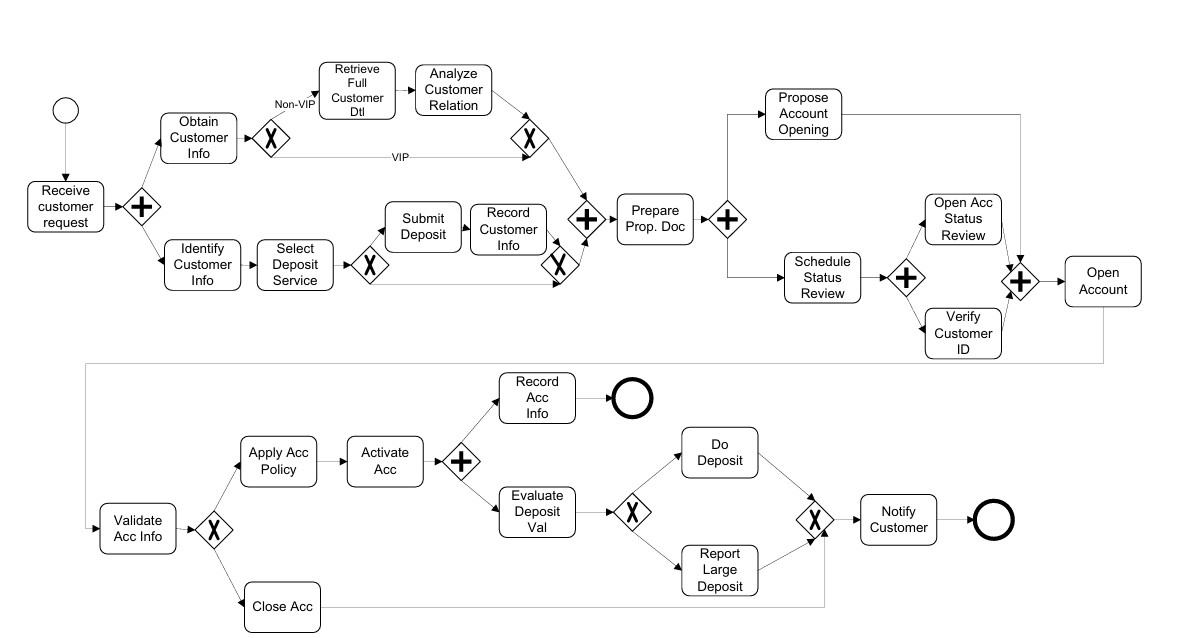 Retrieve
Full
Customer
Dtl
Analyze
Customer
Relation
Non-VIP
Obtain
Customer
Info
VIP
Receive
customer
request
Identify
Customer
Info
Select
Deposit
Service
Submit
Deposit
Record
Customer
Info
Prepare
Prop. Doc
Propose
Account
Opening
Schedule
Status
Review
Open Acc
Status
Review
Verify
Customer
ID
Open
Account
Validate
Acc Info
Apply Acc
Policy
Activate
Acc
Close Acc
Record
Acc
Info
Evaluate
Deposit
Val
Do
Deposit
Report
Large
Deposit
Notify
Customer